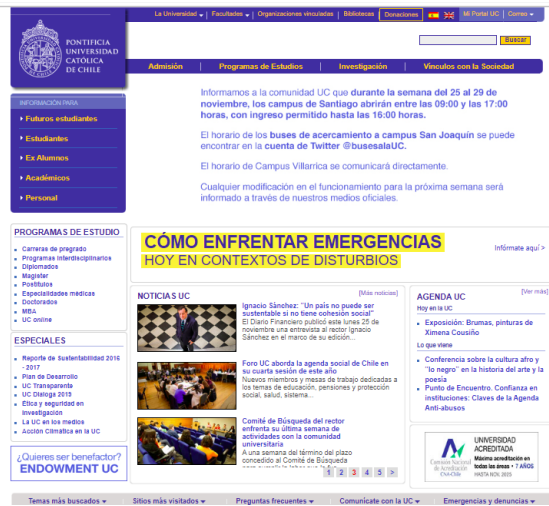 La Universidad | Facultades | Organizaciones vinculadas | Bibliotecas | Donaciones | Mi Portal UC | Correo
PONTIFICIA
UNIVERSIDAD
CATÓLICA
DE CHILE
Buscar
Admisión | Programas de Estudios | Investigación | Vínculos con la Sociedad
INFORMACIÓN PARA
Futuros estudiantes
Estudiantes
Ex Alumnos
Académicos
Personal
Informamos a la comunidad UC que durante la semana del 25 al 29 de
noviembre, los campus de Santiago abrirán entre las 09:00 y las 17:00
horas, con ingreso permitido hasta las 16:00 horas.
El horario de los buses de acercamiento a campus San Joaquín se puede
encontrar en la cuenta de Twitter @busesalaUC.
El horario de Campus Villarrica se comunicará directamente.
Cualquier modificación en el funcionamiento para la próxima semana será
informado a través de nuestros medios oficiales.
PROGRAMAS DE ESTUDIO
Carreras de pregrado
Programas Interdisciplinarios
Diplomados
Magíster
Postítulos
Especialidades médicas
Doctorados
MBA
UC online
ESPECIALES
Reporte de Sustentabilidad 2016
- 2017
Plan de Desarrollo
UC Transparente
UC Dialoga 2019
Ética y seguridad en
Investigación
La UC en los medios
Acción Climática en la UC
¿Quieres ser benefactor?
ENDOWMENT UC
CÓMO ENFRENTAR EMERGENCIAS
HOY EN CONTEXTOS DE DISTURBIOS
Infórmate aquí >
NOTICIAS UC
[Más noticias]
Ignacio Sánchez: "Un país no puede ser
sustentable si no tiene cohesión social"
El Diario Financiero publicó este lunes 25 de
noviembre una entrevista al rector Ignacio
Sánchez en el marco de su edición...
Foro UC aborda la agenda social de Chile en
su cuarta sesión de este año
Nuevos miembros y mesas de trabajo dedicadas a
los temas de educación, pensiones y protección
social, salud, sistema...
Comité de Búsqueda del rector
enfrenta su última semana de
actividades con la comunidad
universitaria
A una semana del término del plazo
concedido al Comité de Búsqueda
1 2 3 4 5 >
AGENDA UC
[Ver más]
Hoy en la UC
Exposición: Brumas, pinturas de
Ximena Cousiño
Lo que viene
Conferencia sobre la cultura afro y
"lo negro" en la historia del arte y la
poesía
Punto de Encuentro. Confianza en
instituciones: Claves de la Agenda
Anti-abusos
Comisión Nacional
de Acreditación
CNA-Chile
UNIVERSIDAD
ACREDITADA
Máxima acreditación en
todas las áreas • 7 AÑOS
HASTA NOV. 2025
Temas más buscados
Sitios más visitados
Preguntas frecuentes
Comunícate con la UC
Emergencias y denuncias